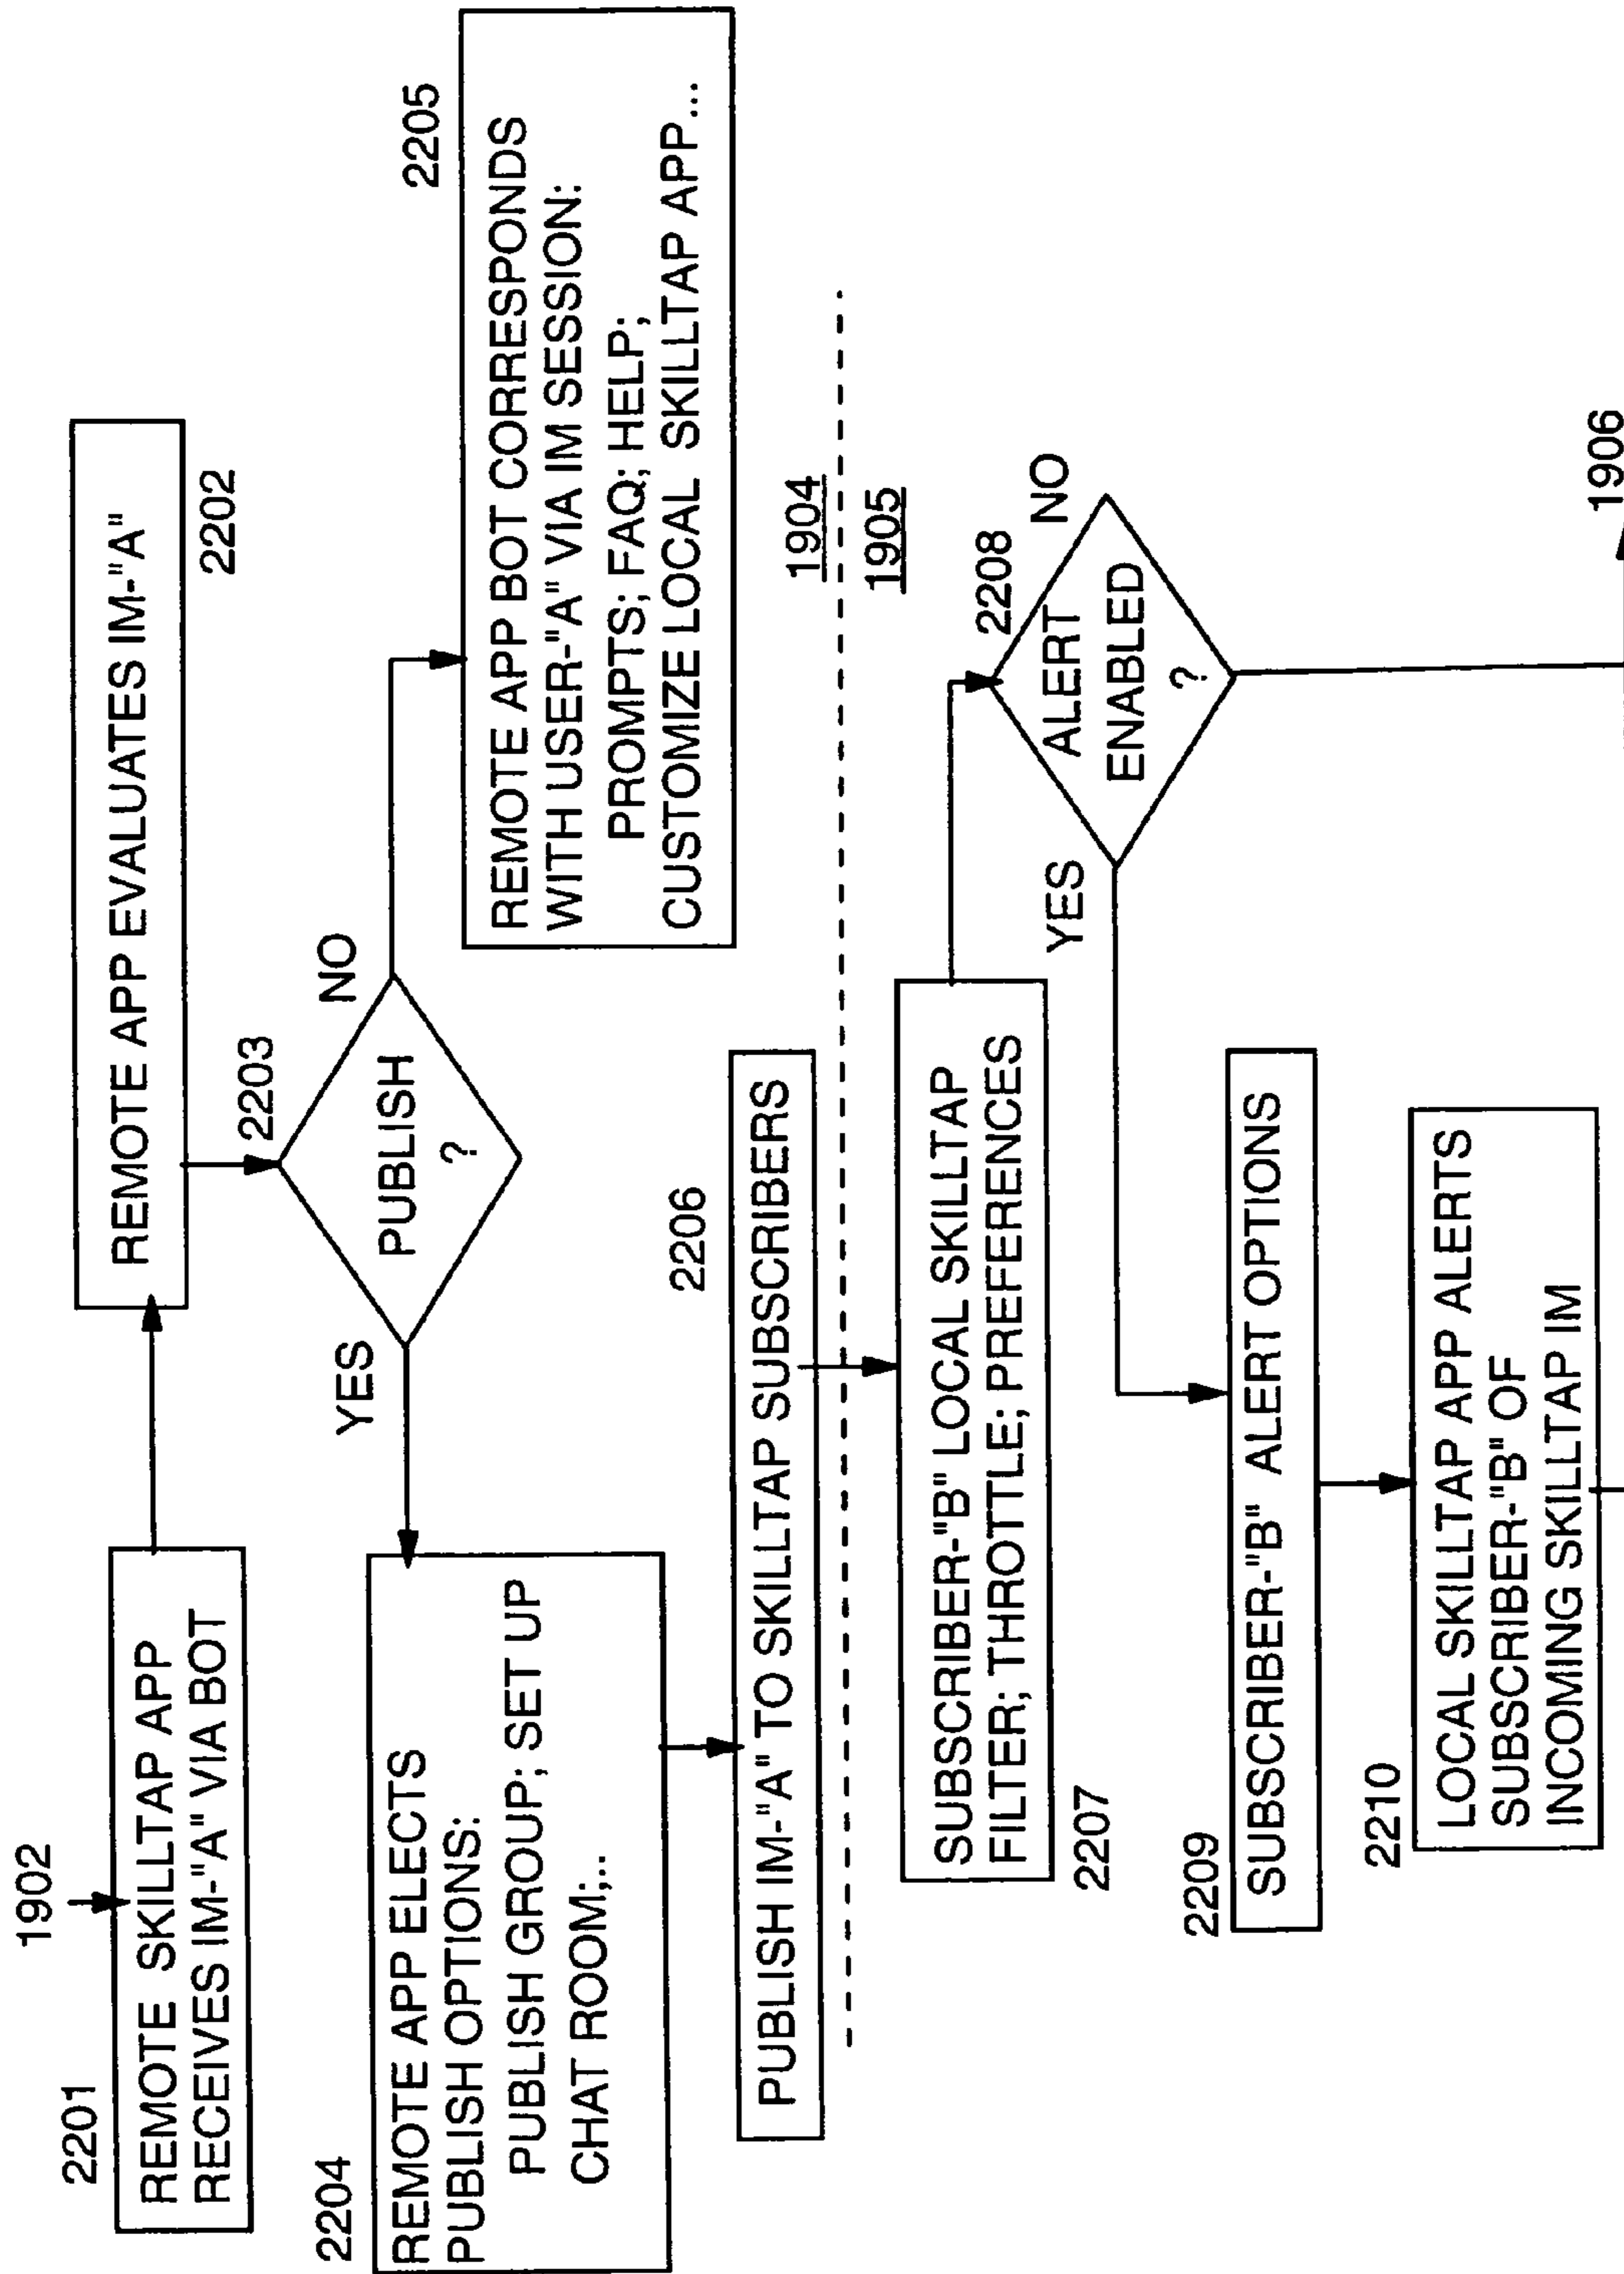 1902
2201
REMOTE SKILLTAP APP
RECEIVES IM-"A" VIA BOT
REMOTE APP EVALUATES IM-"A"
2202
2203
PUBLISH
?
YES
NO
2204
REMOTE APP ELECTS
PUBLISH OPTIONS:
PUBLISH GROUP; SET UP
CHAT ROOM;...
2205
REMOTE APP BOT CORRESPONDS
WITH USER-"A" VIA IM SESSION:
PROMPTS; FAQ; HELP;
CUSTOMIZE LOCAL SKILLTAP APP...
2206
PUBLISH IM-"A" TO SKILLTAP SUBSCRIBERS
1904
1905
SUBSCRIBER-"B" LOCAL SKILLTAP
FILTER; THROTTLE; PREFERENCES
2207
2208
ALERT
ENABLED
?
YES
NO
2209
SUBSCRIBER-"B" ALERT OPTIONS
2210
LOCAL SKILLTAP APP ALERTS
SUBSCRIBER-"B" OF
INCOMING SKILLTAP IM
1906